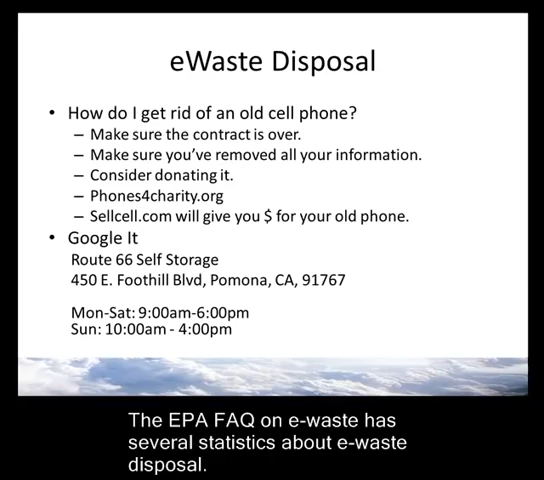 eWaste Disposal
• How do I get rid of an old cell phone?
– Make sure the contract is over.
– Make sure you've removed all your information.
– Consider donating it.
– Phones4charity.org
– Sellcell.com will give you $ for your old phone.
• Google It
Route 66 Self Storage
450 E. Foothill Blvd, Pomona, CA, 91767
Mon-Sat: 9:00am-6:00pm
Sun: 10:00am - 4:00pm
The EPA FAQ on e-waste has
several statistics about e-waste
disposal.